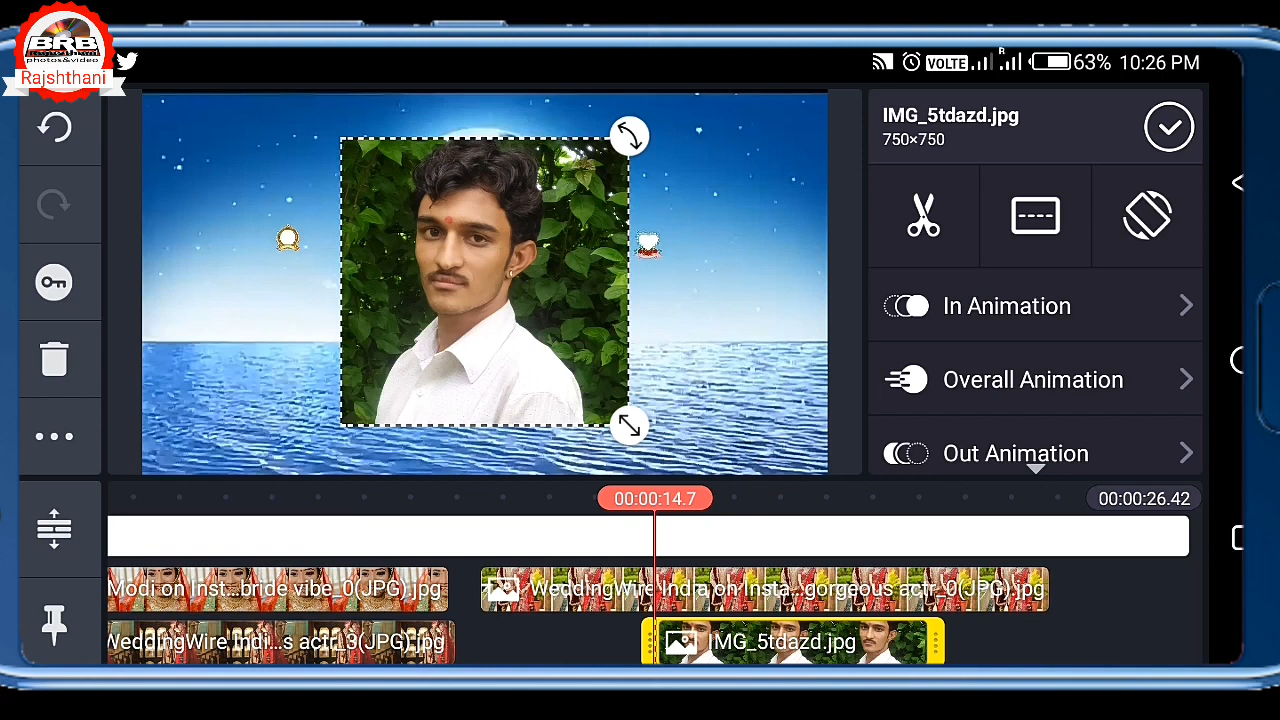 BRB
photos&video
Rajshthani
R
VOLTE
63%
10:26 PM
IMG_5tdazd.jpg
750×750
In Animation
Overall Animation
Out Animation
00:00:14.7
00:00:26.42
Modi on Inst...bride vibe_0(JPG).jpg
WeddingWire India on Insta...gorgeous actr_0(JPG).jpg
WeddingWire Indi...s actr_3(JPG).jpg
IMG_5tdazd.jpg